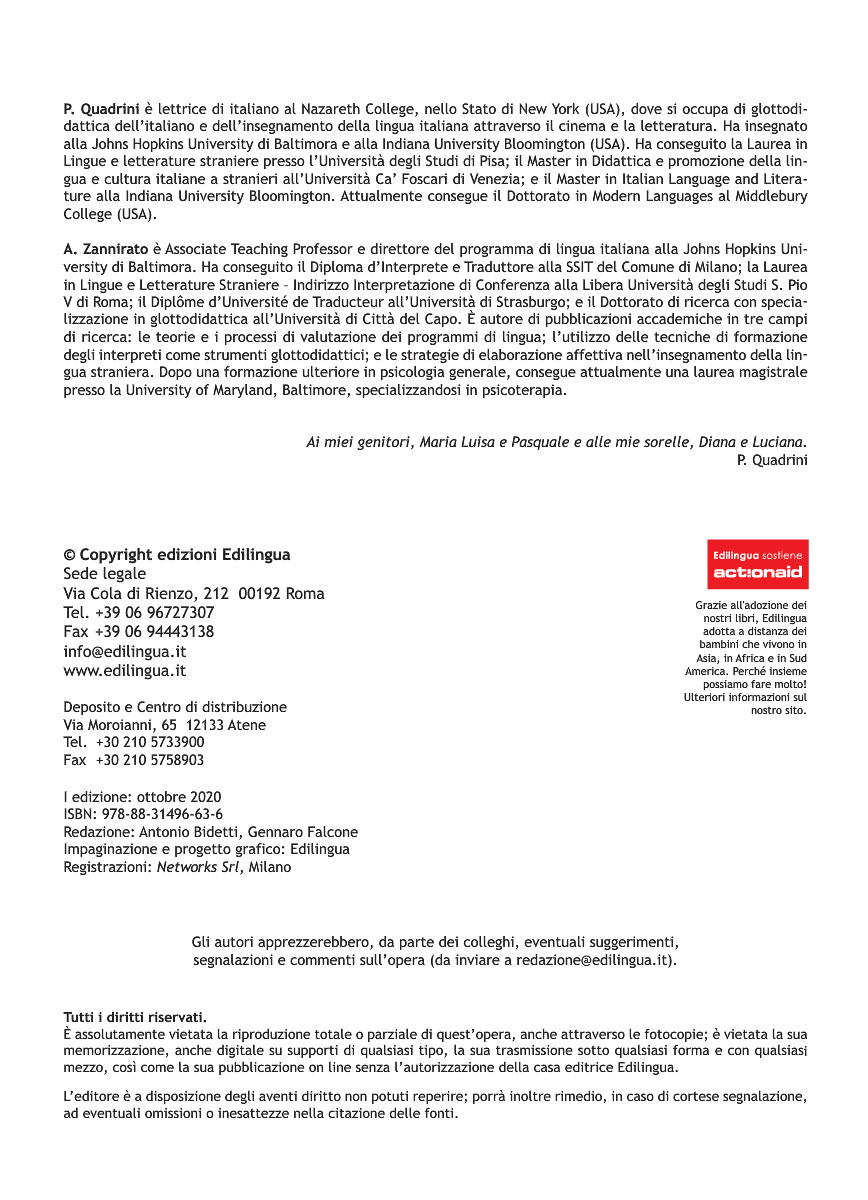 P. Quadrini è lettrice di italiano al Nazareth College, nello Stato di New York (USA), dove si occupa di glottodi-
dattica dell'italiano e dell'insegnamento della lingua italiana attraverso il cinema e la letteratura. Ha insegnato
alla Johns Hopkins University di Baltimora e alla Indiana University Bloomington (USA). Ha conseguito la Laurea in
Lingue e letterature straniere presso l'Università degli Studi di Pisa; il Master in Didattica e promozione della lin-
gua e cultura italiane a stranieri all'Università Ca' Foscari di Venezia; e il Master in Italian Language and Litera-
ture alla Indiana University Bloomington. Attualmente consegue il Dottorato in Modern Languages al Middlebury
College (USA).
A. Zannirato è Associate Teaching Professor e direttore del programma di lingua italiana alla Johns Hopkins Uni-
versity di Baltimora. Ha conseguito il Diploma d'Interprete e Traduttore alla SSIT del Comune di Milano; la Laurea
in Lingue e Letterature Straniere – Indirizzo Interpretazione di Conferenza alla Libera Università degli Studi S. Pio
V di Roma; il Diplôme d'Université de Traducteur all'Università di Strasburgo; e il Dottorato di ricerca con specia-
lizzazione in glottodidattica all'Università di Città del Capo. È autore di pubblicazioni accademiche in tre campi
di ricerca: le teorie e i processi di valutazione dei programmi di lingua; l'utilizzo delle tecniche di formazione
degli interpreti come strumenti glottodidattici; e le strategie di elaborazione affettiva nell'insegnamento della lin-
gua straniera. Dopo una formazione ulteriore in psicologia generale, consegue attualmente una laurea magistrale
presso la University of Maryland, Baltimore, specializzandosi in psicoterapia.
Ai miei genitori, Maria Luisa e Pasquale e alle mie sorelle, Diana e Luciana.
P. Quadrini
© Copyright edizioni Edilingua
Sede legale
Via Cola di Rienzo, 212 00192 Roma
Tel. +39 06 96727307
Fax +39 06 94443138
info@edilingua.it
www.edilingua.it
Deposito e Centro di distribuzione
Via Moroianni, 65 12133 Atene
Tel. +30 210 5733900
Fax +30 210 5758903
I edizione: ottobre 2020
ISBN: 978-88-31496-63-6
Redazione: Antonio Bidetti, Gennaro Falcone
Impaginazione e progetto grafico: Edilingua
Registrazioni: Networks Srl, Milano
Edilingua sostiene
act:onaid
Grazie all'adozione dei
nostri libri, Edilingua
adotta a distanza dei
bambini che vivono in
Asia, in Africa e in Sud
America. Perché insieme
possiamo fare molto!
Ulteriori informazioni sul
nostro sito.
Gli autori apprezzerebbero, da parte dei colleghi, eventuali suggerimenti,
segnalazioni e commenti sull'opera (da inviare a redazione@edilingua.it).
Tutti i diritti riservati.
È assolutamente vietata la riproduzione totale o parziale di quest'opera, anche attraverso le fotocopie; è vietata la sua
memorizzazione, anche digitale su supporti di qualsiasi tipo, la sua trasmissione sotto qualsiasi forma e con qualsiasi
mezzo, così come la sua pubblicazione on line senza l'autorizzazione della casa editrice Edilingua.
L'editore è a disposizione degli aventi diritto non potuti reperire; porrà inoltre rimedio, in caso di cortese segnalazione,
ad eventuali omissioni o inesattezze nella citazione delle fonti.